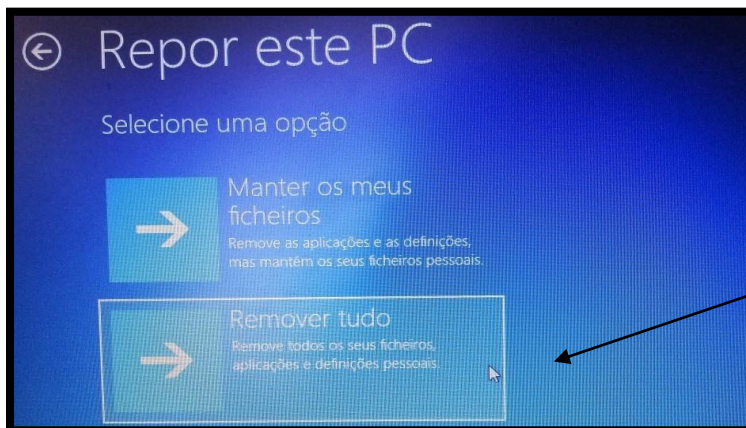 Repor este PC
Selecione uma opção
Manter os meus
ficheiros
Remove as aplicações e as definições,
mas mantém os seus ficheiros pessoais.
Remover tudo
Remove todos os seus ficheiros,
aplicações e definições pessoais.